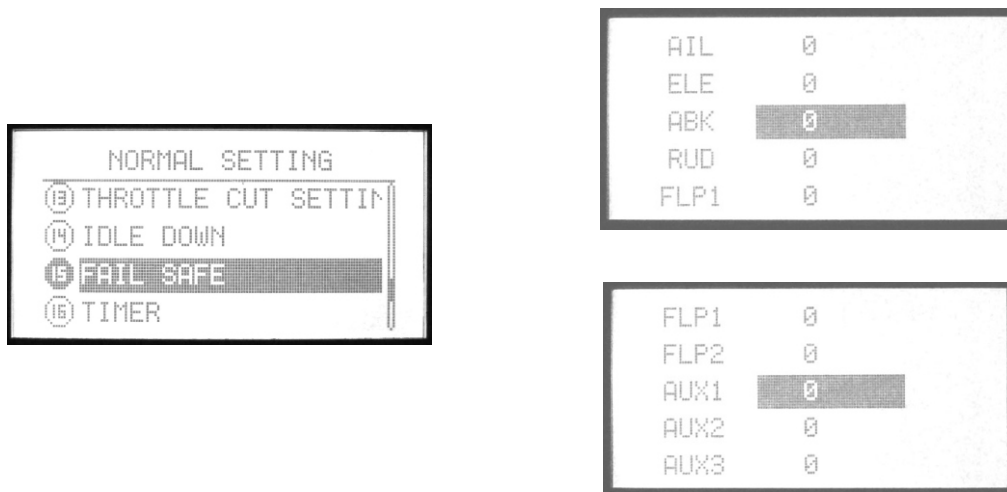 NORMAL SETTING
13 THROTTLE CUT SETTIN
14 IDLE DOWN
15 FAIL SAFE
16 TIMER
AIL 0
ELE 0
ABK 0
RUD 0
FLP1 0
FLP1 0
FLP2 0
AUX1 0
AUX2 0
AUX3 0